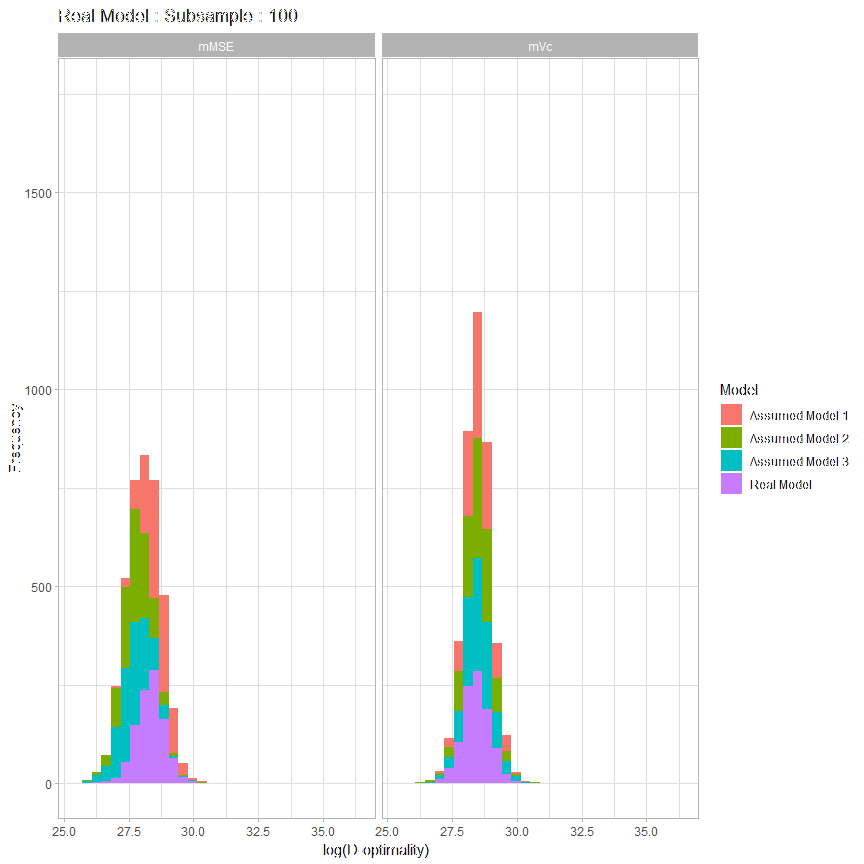 Real Model :: Subsample :: 100
mMSE
mVc
1500
1000
500
0
Frequency
25.0 27.5 30.0 32.5 35.0
25.0 27.5 30.0 32.5 35.0
log(D-optimality)
Model
Assumed Model 1
Assumed Model 2
Assumed Model 3
Real Model